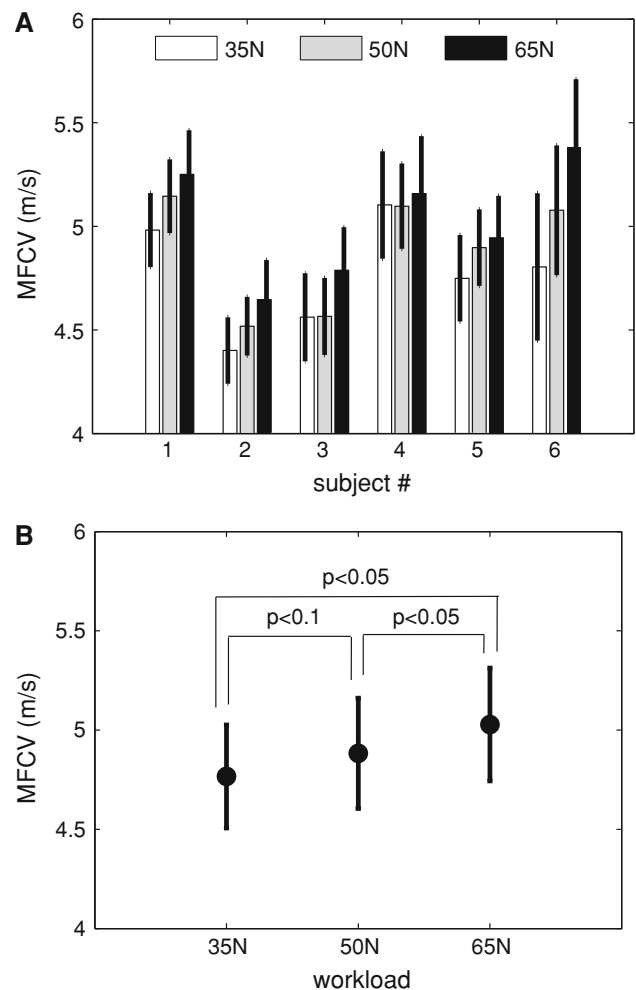 A
6
35N 50N 65N
5.5
5
4.5
4
MFCV (m/s)
1 2 3 4 5 6
subject #
B
6
p<0.05
p<0.1 p<0.05
5.5
5
4.5
4
MFCV (m/s)
35N 50N 65N
workload